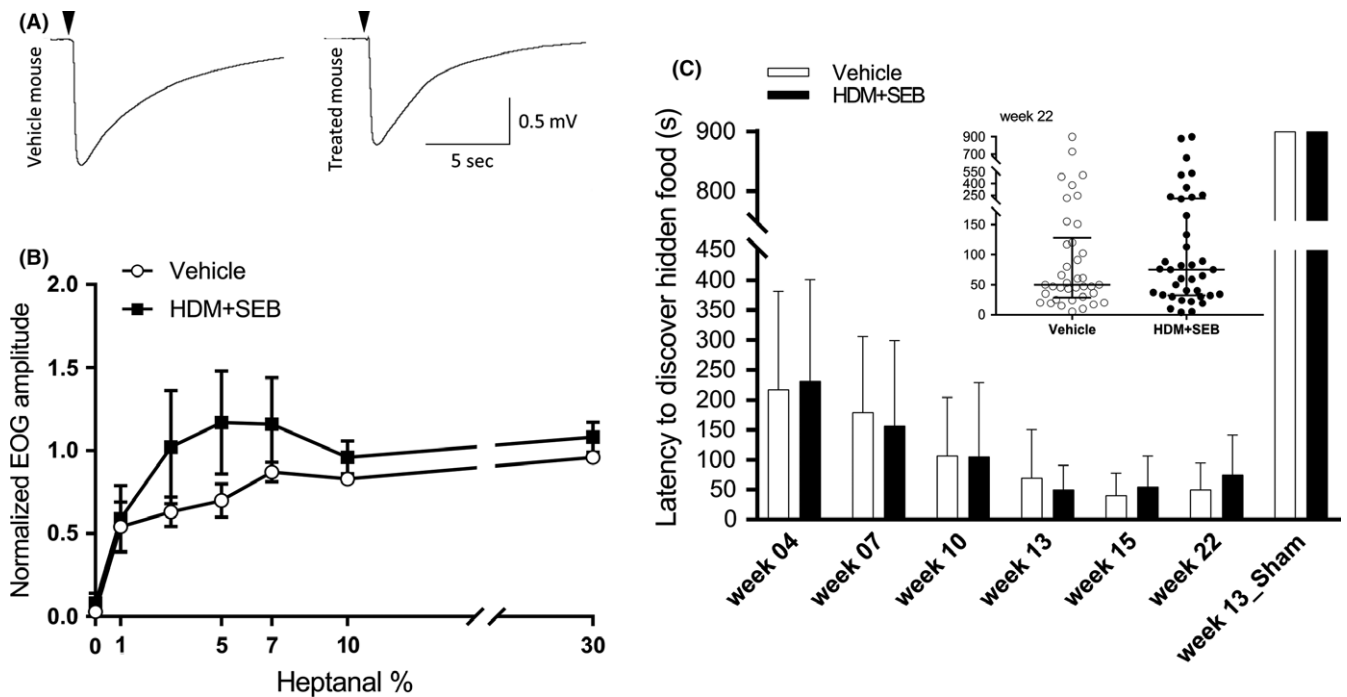 (A)
Vehicle mouse
Treated mouse
0.5 mV
5 sec
(B)
Vehicle
HDM+SEB
Normalized EOG amplitude
2.0
1.5
1.0
0.5
0.0
0 1 5 7 10 30
Heptanal %
(C)
Vehicle
HDM+SEB
Latency to discover hidden food (s)
900
800
450
400
350
300
250
200
150
100
50
0
week 22
900
700
550
400
250
150
100
50
0
Vehicle HDM+SEB
week 04 week 07 week 10 week 13 week 15 week 22 week 13_Sham